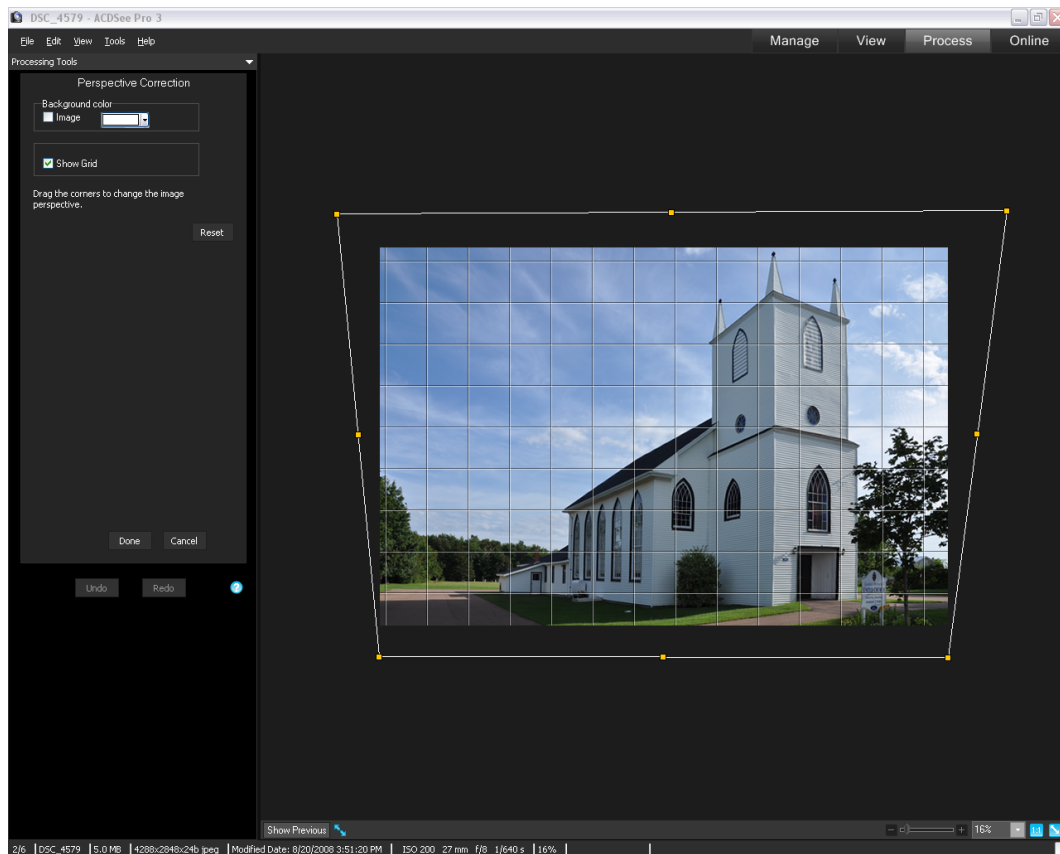 DSC_4579 - ACDSee Pro 3
File Edit View Tools Help
Manage View Process Online
Processing Tools
Perspective Correction
Background color
Image
Show Grid
Drag the corners to change the image
perspective.
Reset
Done Cancel
Undo Redo
Show Previous
16%
1:1
2/6 DSC_4579 5.0 MB 4288x2848x24b jpeg Modified Date: 8/20/2008 3:51:20 PM ISO 200 27 mm f/8 1/640 s 16%